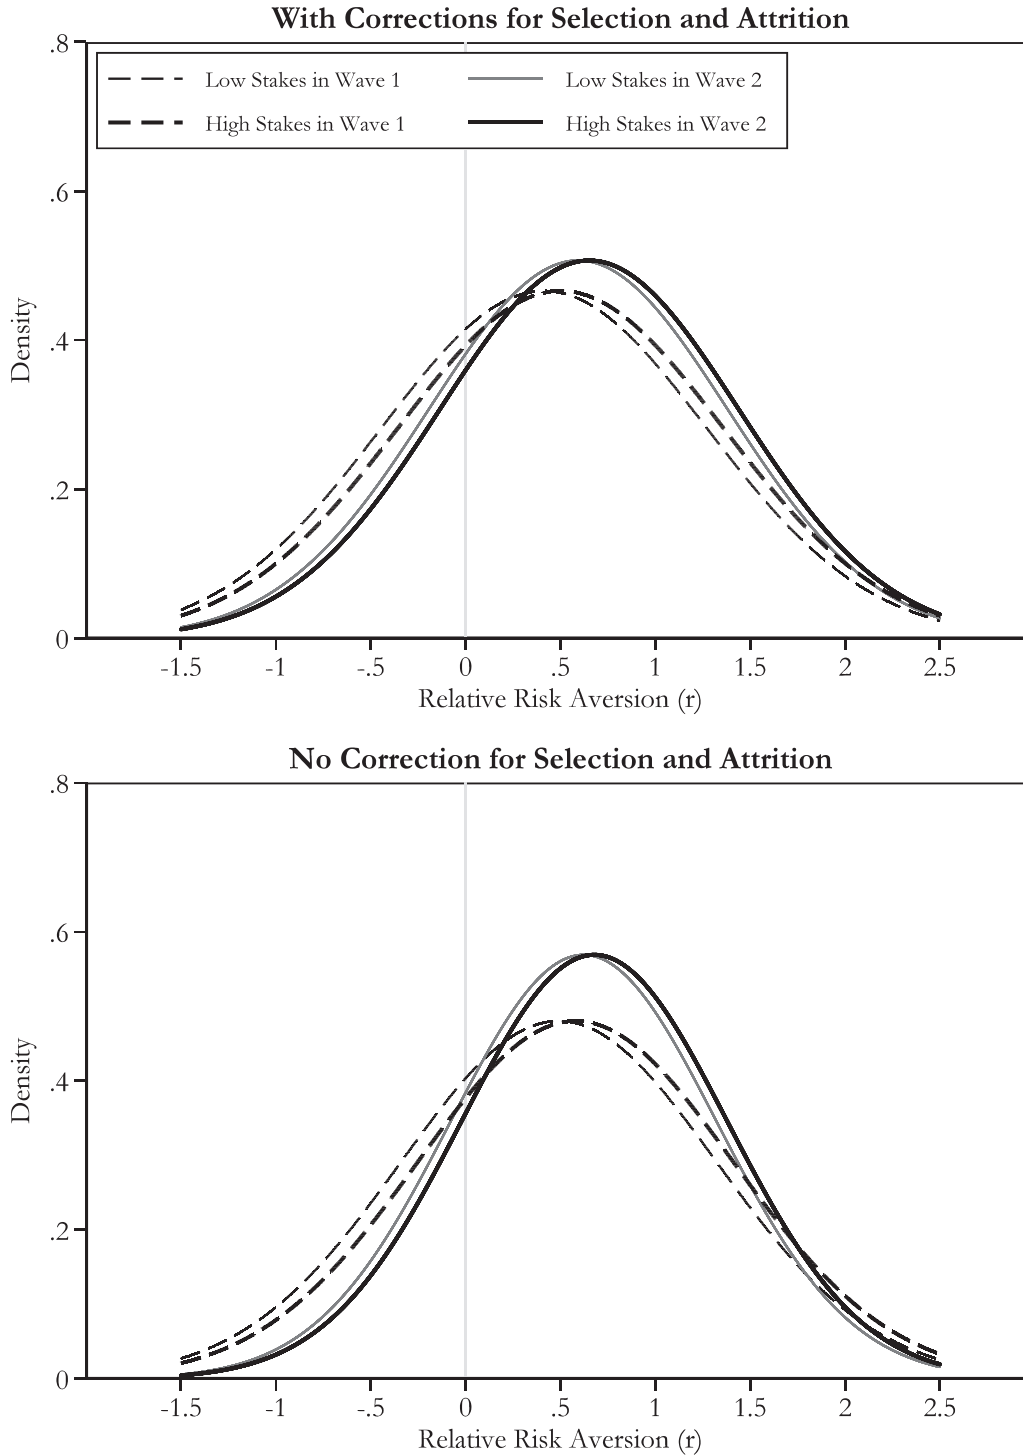 With Corrections for Selection and Attrition
.8
Low Stakes in Wave 1 Low Stakes in Wave 2
High Stakes in Wave 1 High Stakes in Wave 2
.6
Density
.4
.2
0
-1.5 -1 -.5 0 .5 1 1.5 2 2.5
Relative Risk Aversion (r)
No Correction for Selection and Attrition
.8
.6
Density
.4
.2
0
-1.5 -1 -.5 0 .5 1 1.5 2 2.5
Relative Risk Aversion (r)